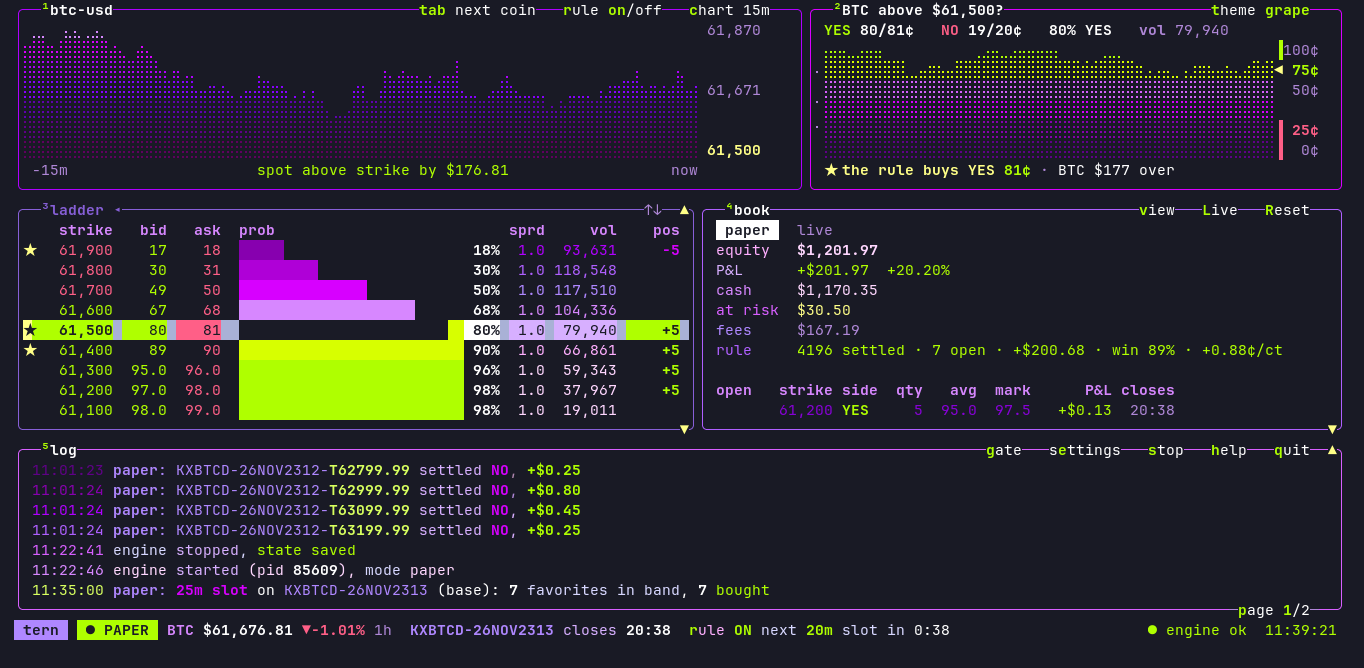 ¹btc-usd tab next coin rule on/off chart 15m
61,870
61,671
61,500
-15m spot above strike by $176.81 now
²BTC above $61,500? theme grape
YES 80/81¢ NO 19/20¢ 80% YES vol 79,940
100¢
◀ 75¢
50¢
25¢
0¢
★ the rule buys YES 81¢ · BTC $177 over
³ladder ◂ ↑↓ ▲
strike bid ask prob sprd vol pos
★ 61,900 17 18 18% 1.0 93,631 -5
61,800 30 31 30% 1.0 118,548
61,700 49 50 50% 1.0 117,510
61,600 67 68 68% 1.0 104,336
★ 61,500 80 81 80% 1.0 79,940 +5
★ 61,400 89 90 90% 1.0 66,861 +5
61,300 95.0 96.0 96% 1.0 59,343 +5
61,200 97.0 98.0 98% 1.0 37,967 +5
61,100 98.0 99.0 98% 1.0 19,011
▼
⁴book view Live Reset
paper live
equity $1,201.97
P&L +$201.97 +20.20%
cash $1,170.35
at risk $30.50
fees $167.19
rule 4196 settled · 7 open · +$200.68 · win 89% · +0.88¢/ct
open strike side qty avg mark P&L closes
61,200 YES 5 95.0 97.5 +$0.13 20:38
▼
⁵log gate settings stop help quit ▲
11:01:23 paper: KXBTCD-26NOV2312-T62799.99 settled NO, +$0.25
11:01:24 paper: KXBTCD-26NOV2312-T62999.99 settled NO, +$0.80
11:01:24 paper: KXBTCD-26NOV2312-T63099.99 settled NO, +$0.45
11:01:24 paper: KXBTCD-26NOV2312-T63199.99 settled NO, +$0.25
11:22:41 engine stopped, state saved
11:22:46 engine started (pid 85609), mode paper
11:35:00 paper: 25m slot on KXBTCD-26NOV2313 (base): 7 favorites in band, 7 bought
page 1/2
tern ● PAPER BTC $61,676.81 ▼-1.01% 1h KXBTCD-26NOV2313 closes 20:38 rule ON next 20m slot in 0:38 ● engine ok 11:39:21